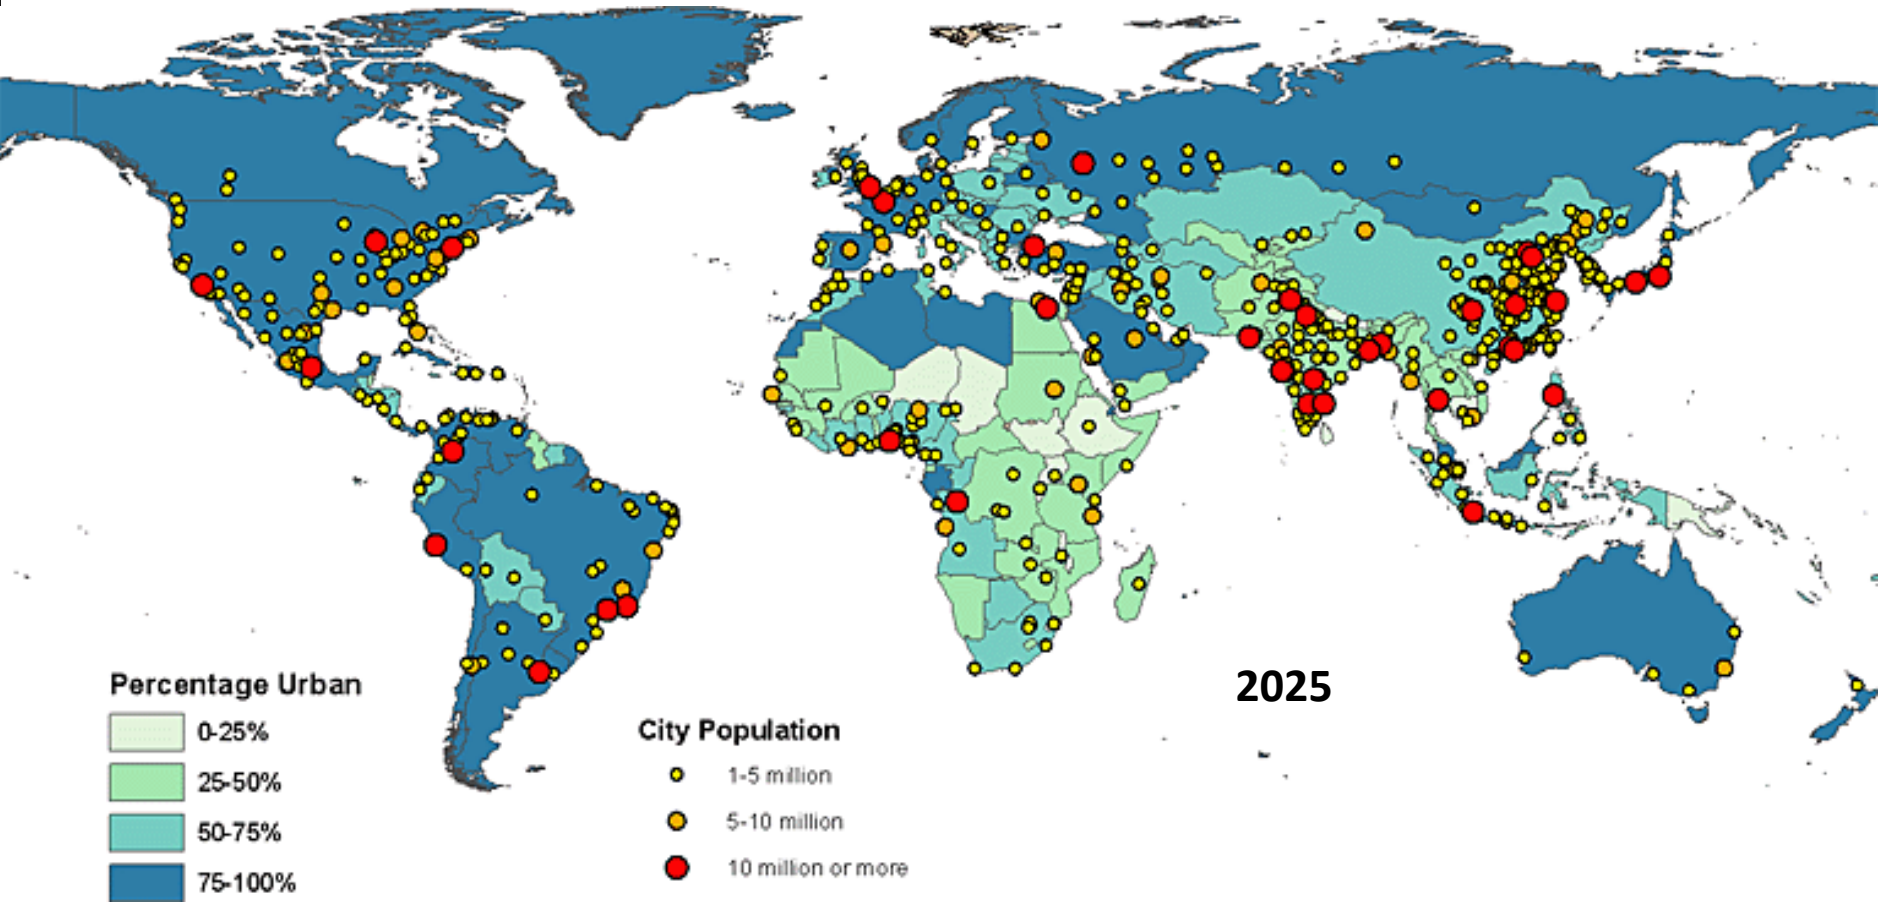 2025
Percentage Urban
0-25%
25-50%
50-75%
75-100%
City Population
1-5 million
5-10 million
10 million or more